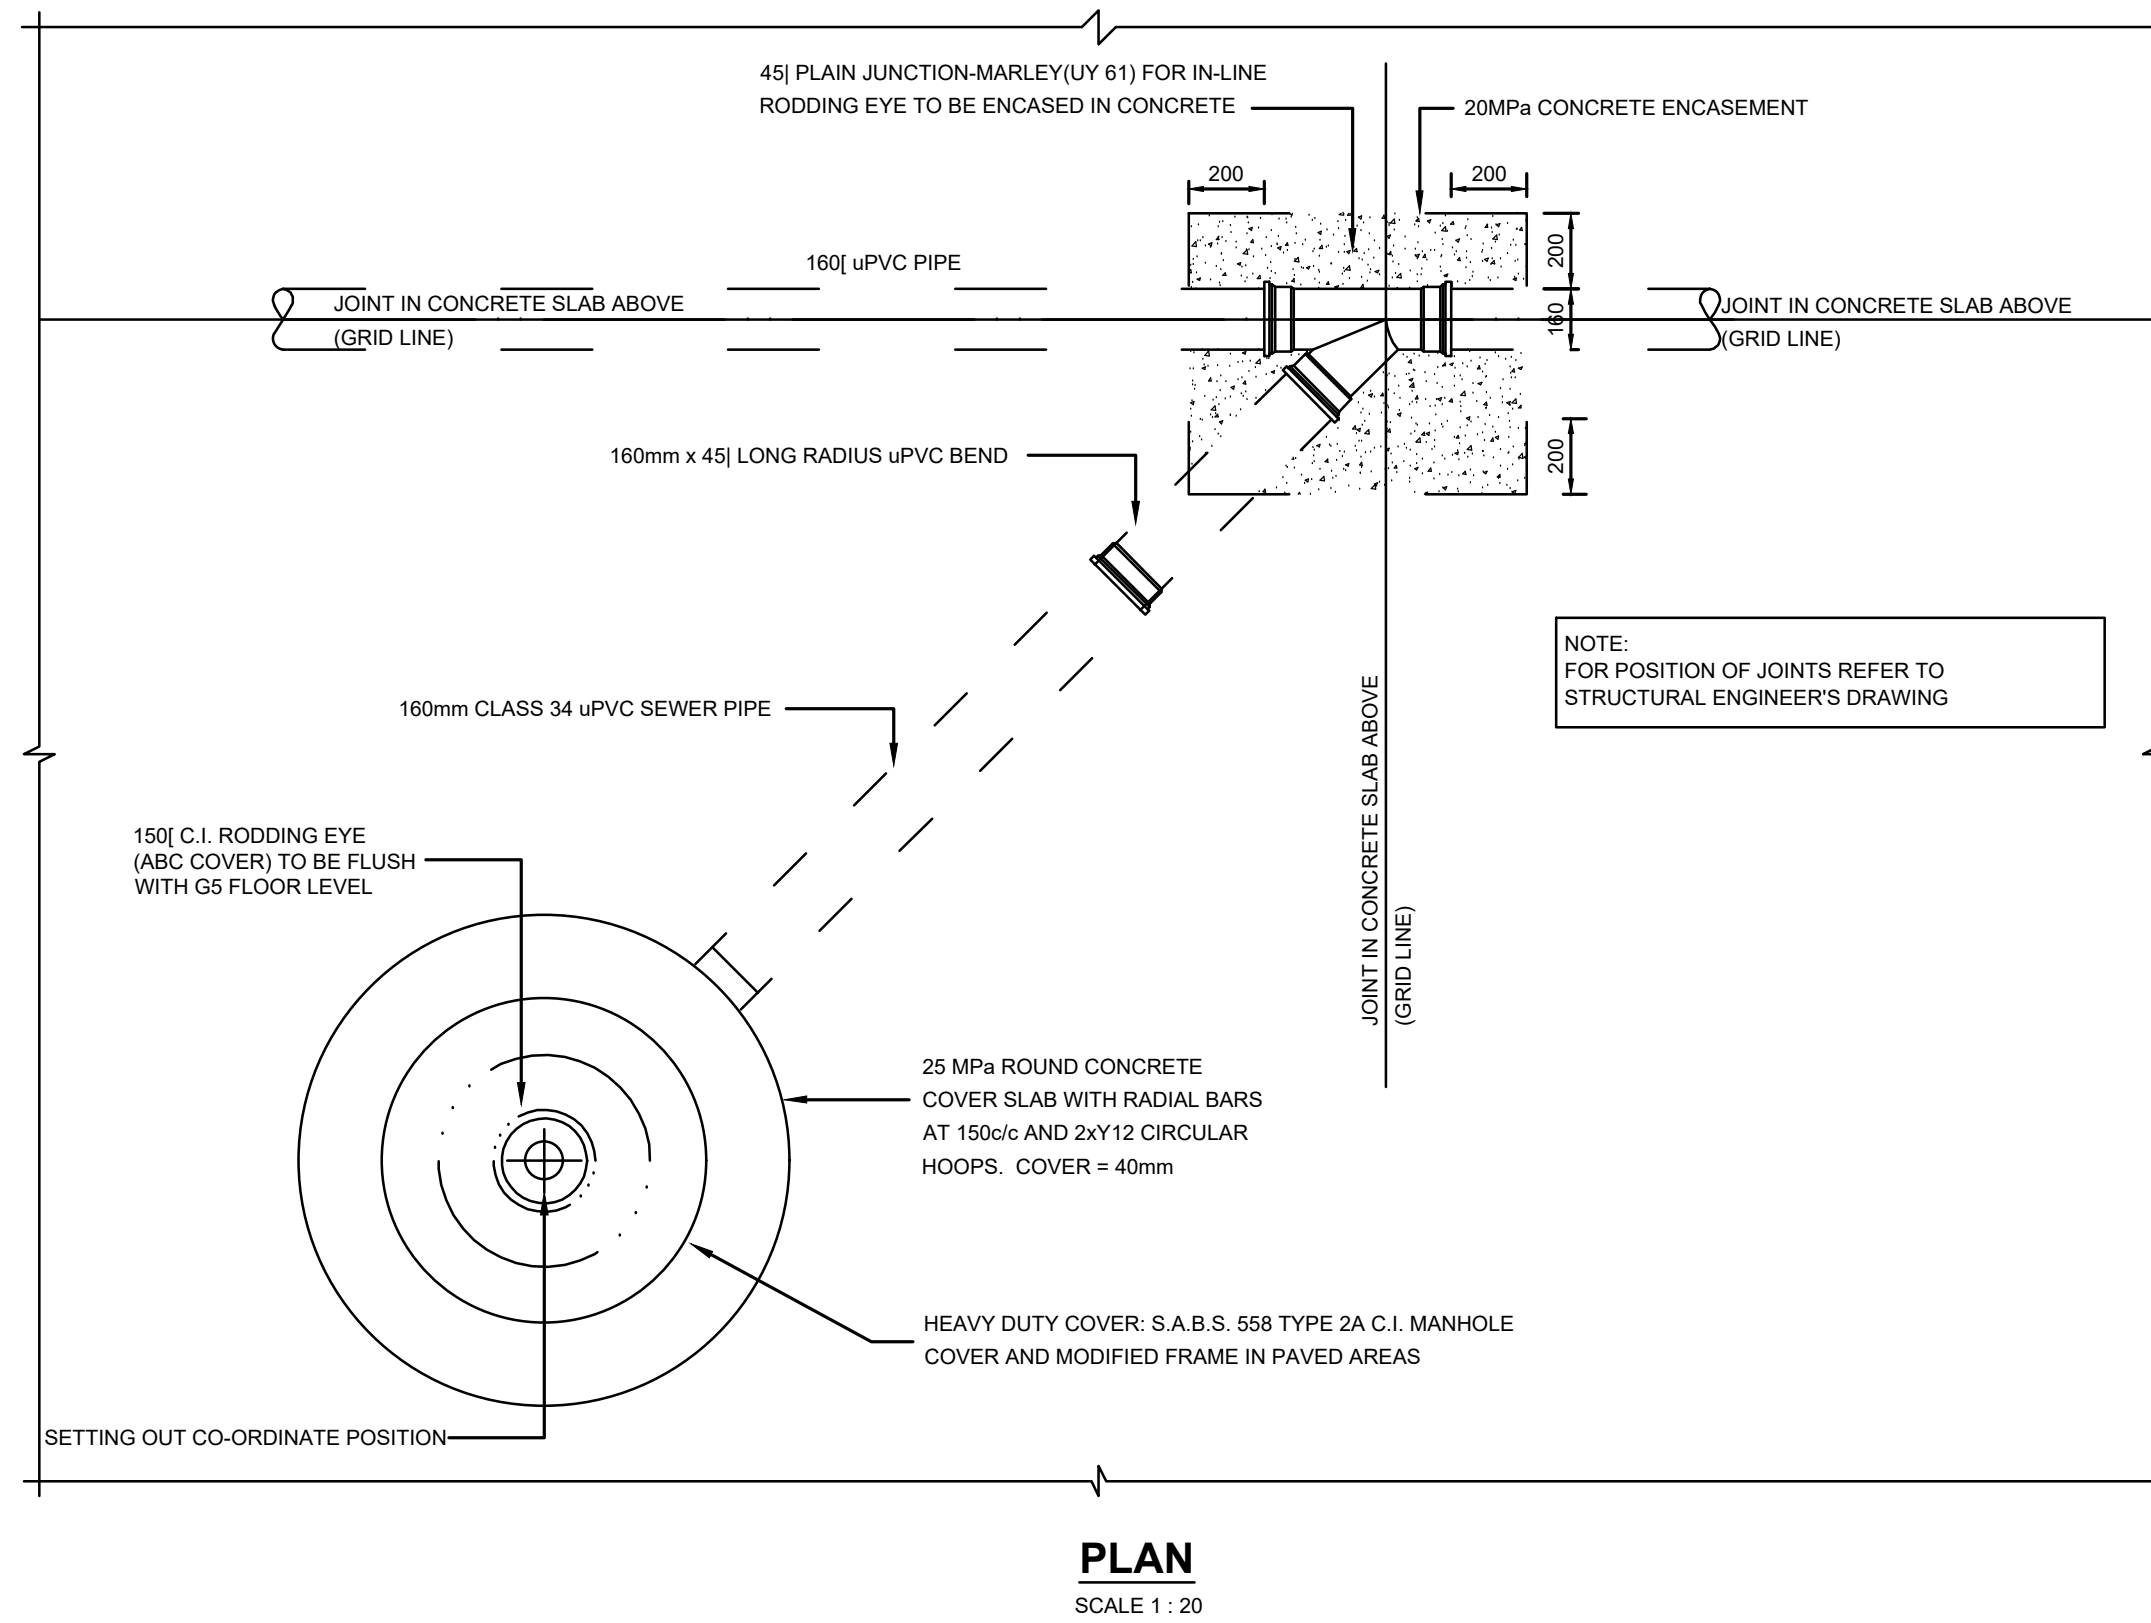 45| PLAIN JUNCTION-MARLEY(UY 61) FOR IN-LINE
RODDING EYE TO BE ENCASED IN CONCRETE
20MPa CONCRETE ENCASEMENT
200
200
200
160
200
160[ uPVC PIPE
JOINT IN CONCRETE SLAB ABOVE
(GRID LINE)
JOINT IN CONCRETE SLAB ABOVE
(GRID LINE)
160mm x 45| LONG RADIUS uPVC BEND
NOTE:
FOR POSITION OF JOINTS REFER TO
STRUCTURAL ENGINEER'S DRAWING
160mm CLASS 34 uPVC SEWER PIPE
JOINT IN CONCRETE SLAB ABOVE
(GRID LINE)
150[ C.I. RODDING EYE
(ABC COVER) TO BE FLUSH
WITH G5 FLOOR LEVEL
25 MPa ROUND CONCRETE
COVER SLAB WITH RADIAL BARS
AT 150c/c AND 2xY12 CIRCULAR
HOOPS.  COVER = 40mm
HEAVY DUTY COVER: S.A.B.S. 558 TYPE 2A C.I. MANHOLE
COVER AND MODIFIED FRAME IN PAVED AREAS
SETTING OUT CO-ORDINATE POSITION
PLAN
SCALE 1 : 20